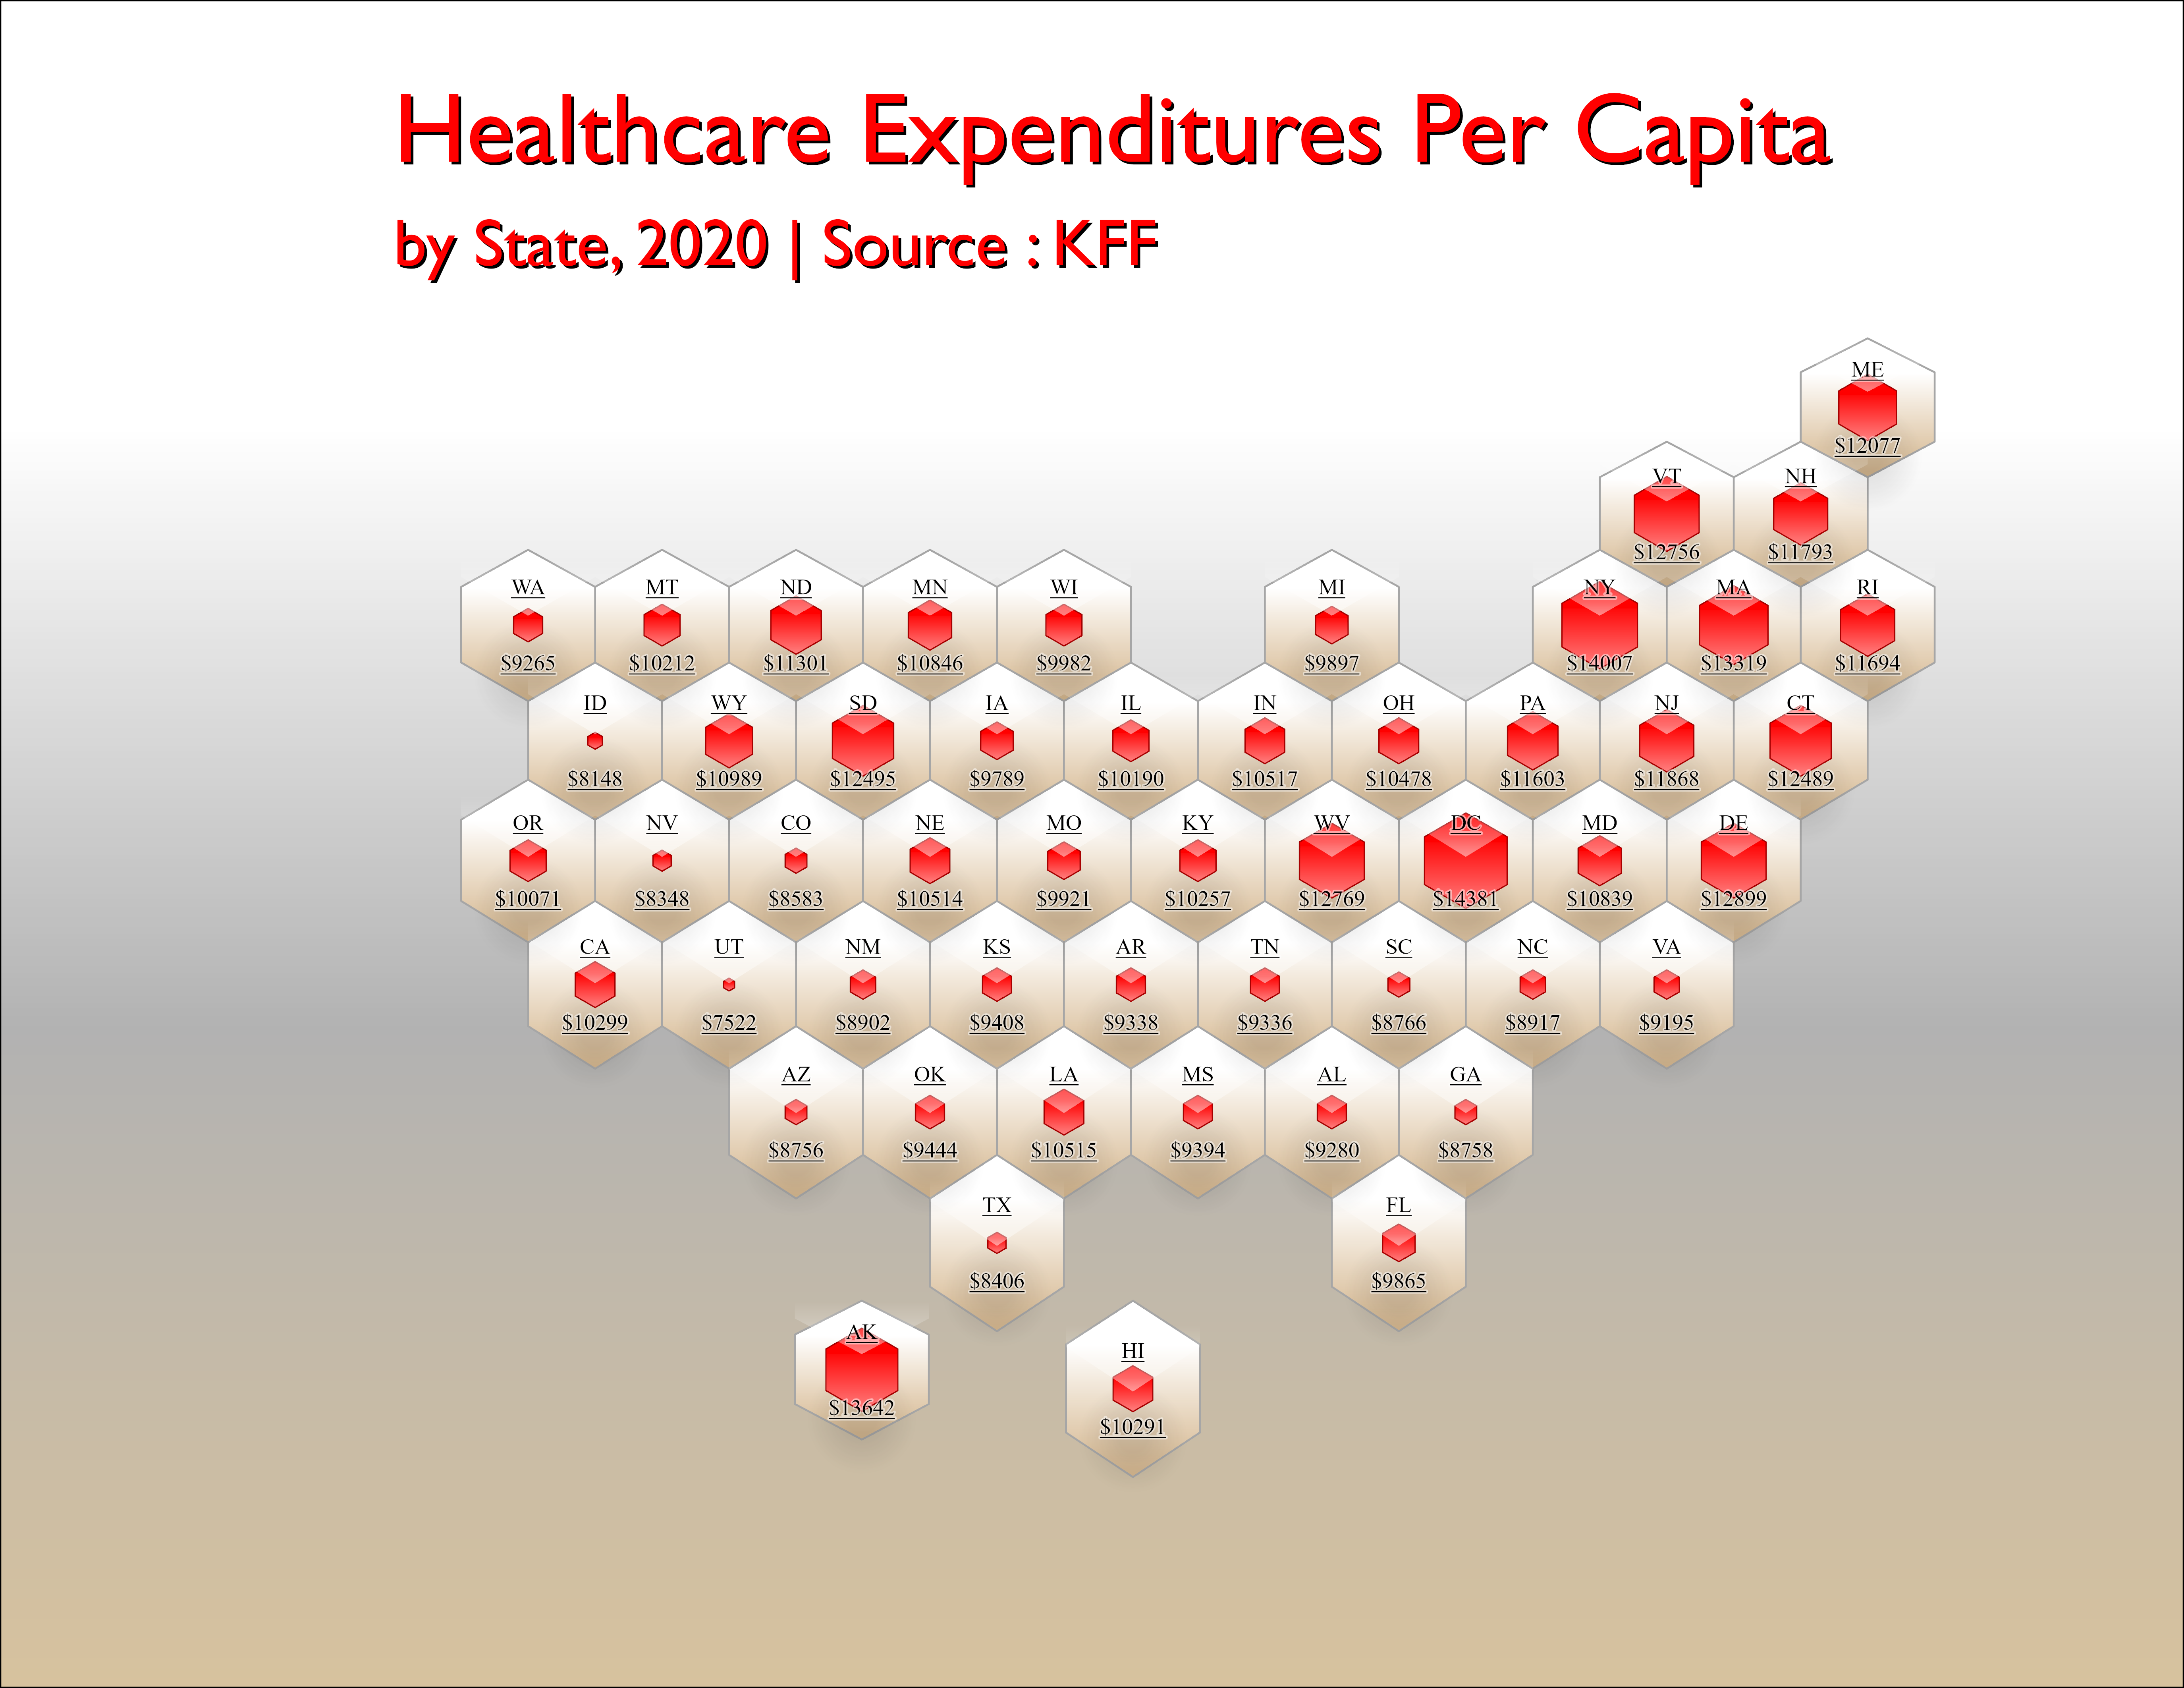 Healthcare Expenditures Per Capita
by State, 2020 | Source : KFF
ME
$12077
VT NH
$12756 $11793
WA MT ND MN WI MI NY MA RI
$9265 $10212 $11301 $10846 $9982 $9897 $14007 $13319 $11694
ID WY SD IA IL IN OH PA NJ CT
$8148 $10989 $12495 $9789 $10190 $10517 $10478 $11603 $11868 $12489
OR NV CO NE MO KY WV DC MD DE
$10071 $8348 $8583 $10514 $9921 $10257 $12769 $14381 $10839 $12899
CA UT NM KS AR TN SC NC VA
$10299 $7522 $8902 $9408 $9338 $9336 $8766 $8917 $9195
AZ OK LA MS AL GA
$8756 $9444 $10515 $9394 $9280 $8758
TX FL
$8406 $9865
AK HI
$13642 $10291